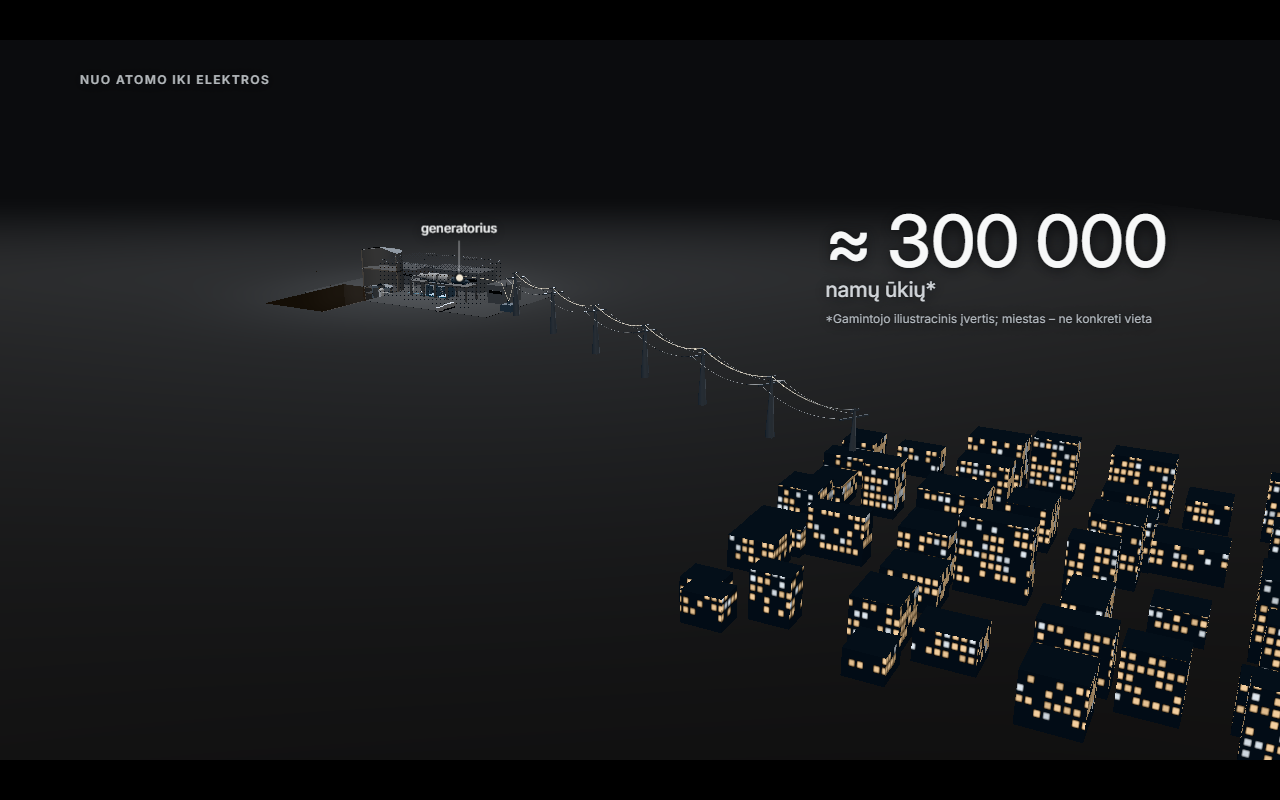 NUO ATOMO IKI ELEKTROS
generatorius
≈ 300 000
namų ūkių*
*Gamintojo iliustracinis įvertis; miestas – ne konkreti vieta